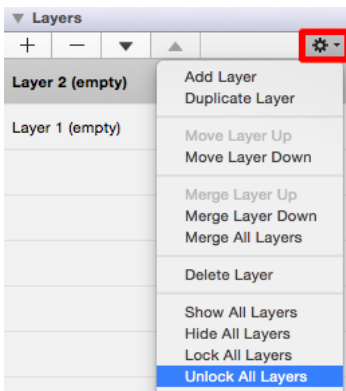 Layers
Layer 2 (empty)
Layer 1 (empty)
Add Layer
Duplicate Layer
Move Layer Up
Move Layer Down
Merge Layer Up
Merge Layer Down
Merge All Layers
Delete Layer
Show All Layers
Hide All Layers
Lock All Layers
Unlock All Layers